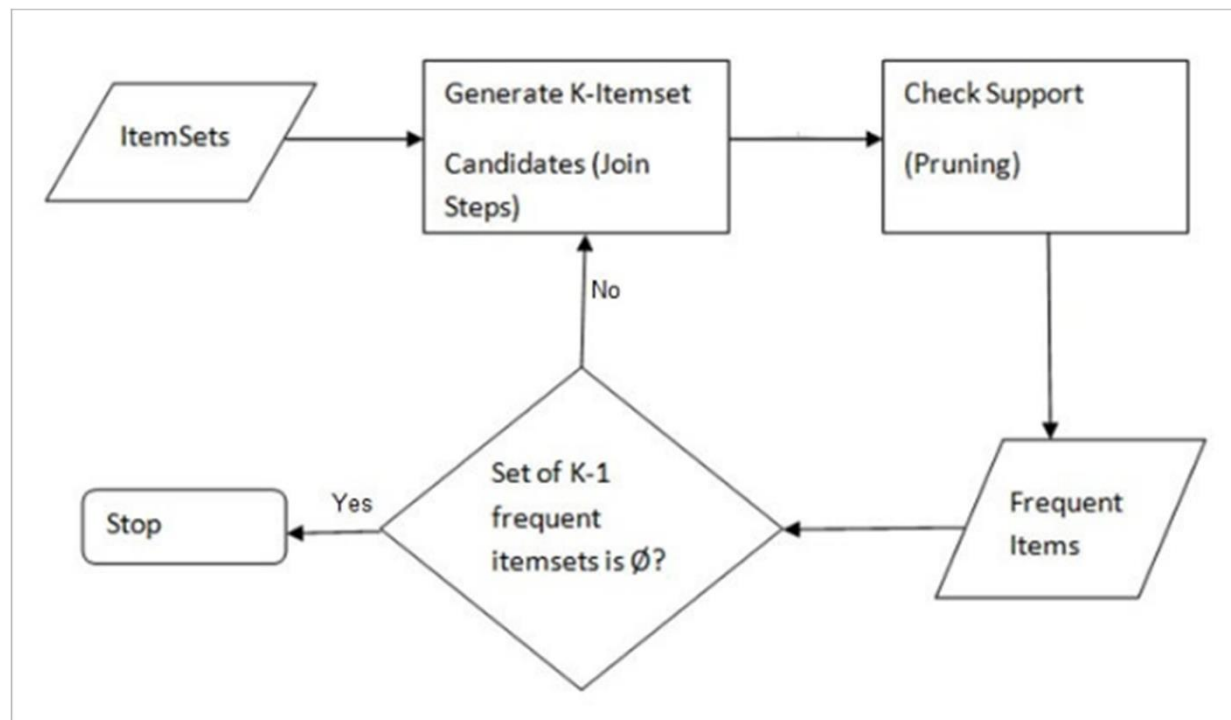 ItemSets
Generate K-Itemset
Candidates (Join
Steps)
Check Support
(Pruning)
No
Set of K-1
frequent
itemsets is Ø?
Yes
Stop
Frequent
Items